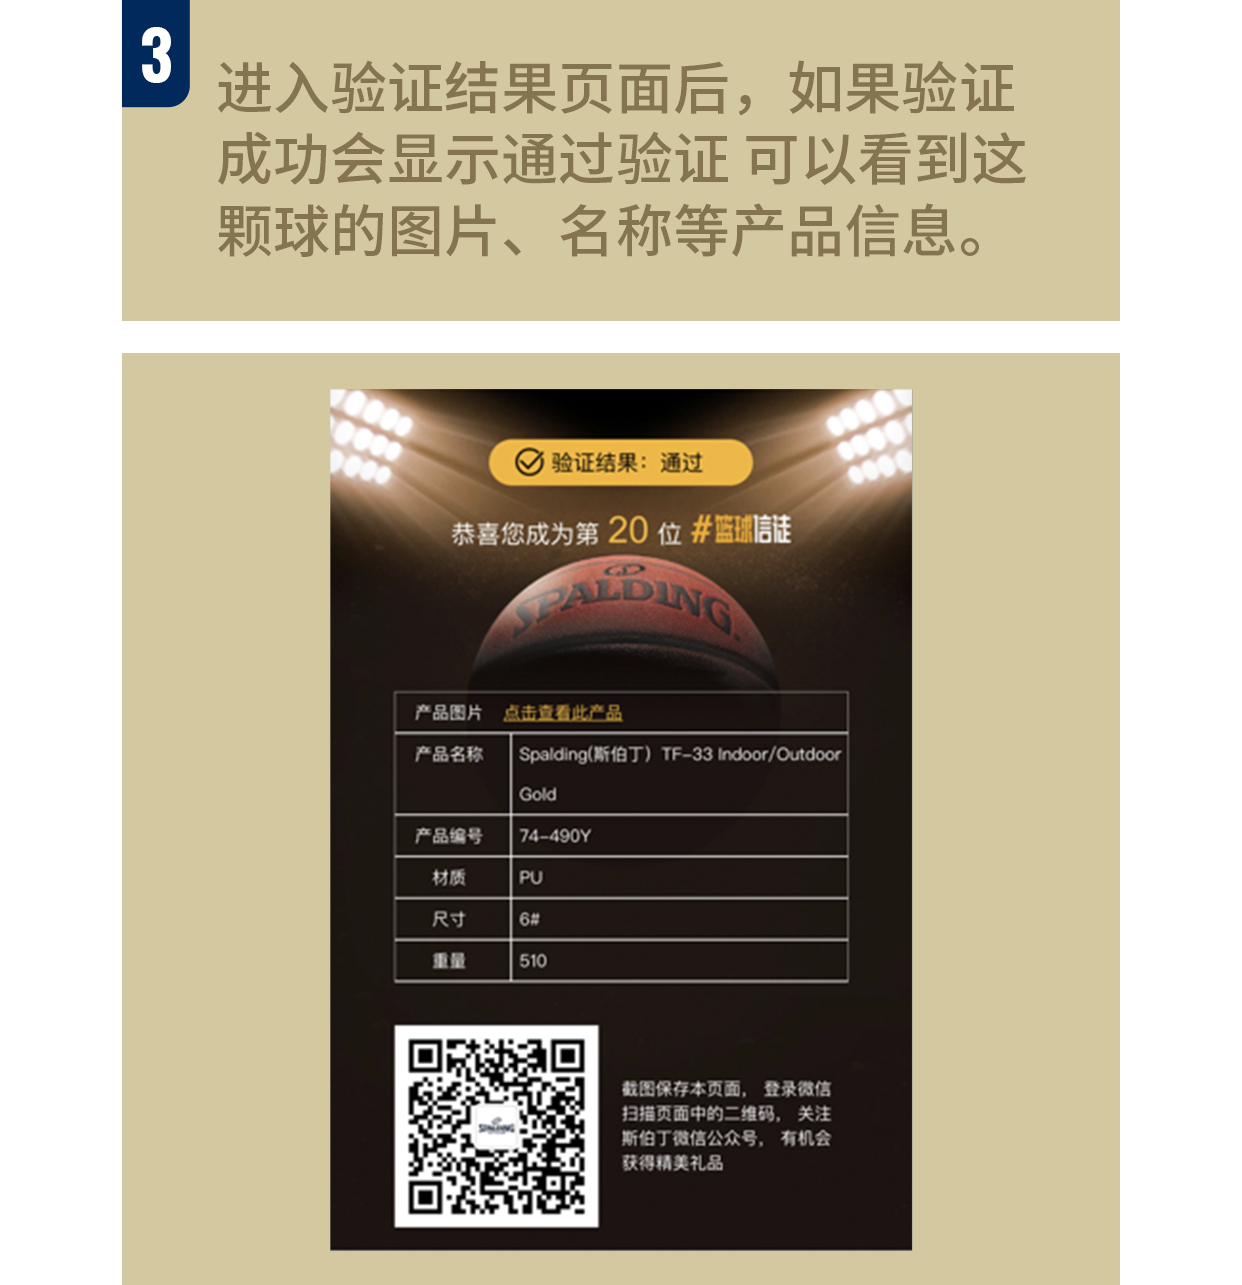 3
进入验证结果页面后，如果验证
成功会显示通过验证 可以看到这
颗球的图片、名称等产品信息。
验证结果：通过
恭喜您成为第 20 位 #篮球信徒
SPALDING.
产品图片 点击查看此产品
产品名称 Spalding(斯伯丁）TF-33 Indoor/Outdoor
Gold
产品编号 74-490Y
材质 PU
尺寸 6#
重量 510
SPALDING
截图保存本页面， 登录微信
扫描页面中的二维码， 关注
斯伯丁微信公众号， 有机会
获得精美礼品